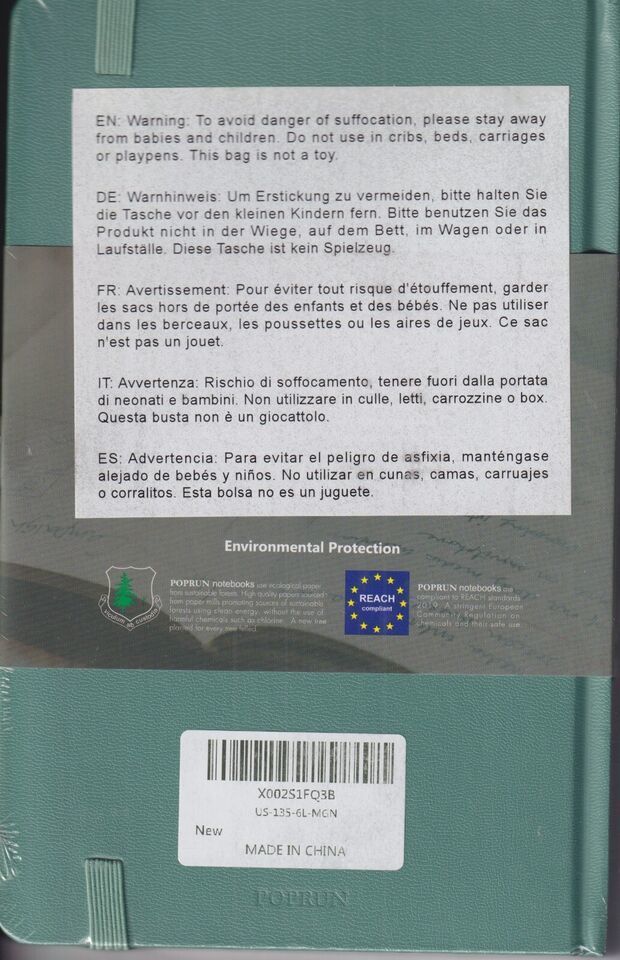 EN: Warning: To avoid danger of suffocation, please stay away
from babies and children. Do not use in cribs, beds, carriages
or playpens. This bag is not a toy.
DE: Warnhinweis: Um Erstickung zu vermeiden, bitte halten Sie
die Tasche vor den kleinen Kindern fern. Bitte benutzen Sie das
Produkt nicht in der Wiege, auf dem Bett, im Wagen oder in
Laufställe. Diese Tasche ist kein Spielzeug.
FR: Avertissement: Pour éviter tout risque d'étouffement, garder
les sacs hors de portée des enfants et des bébés. Ne pas utiliser
dans les berceaux, les poussettes ou les aires de jeux. Ce sac
n'est pas un jouet.
IT: Avvertenza: Rischio di soffocamento, tenere fuori dalla portata
di neonati e bambini. Non utilizzare in culle, letti, carrozzine o box.
Questa busta non è un giocattolo.
ES: Advertencia: Para evitar el peligro de asfixia, manténgase
alejado de bebés y niños. No utilizar en cunas, camas, carruajes
o corralitos. Esta bolsa no es un juguete.
Environmental Protection
POPRUN notebooks use ecological paper
from sustainable forests. High quality papers sourced
from paper mills promoting sources of sustainable
forests using clean energy, without the use of
harmful chemicals such as chlorine. A new tree
planted for every tree felled.
REACH
compliant
POPRUN notebooks are
compliant to REACH standards
2019. A stringent European
Community Regulation on
chemicals and their safe use.
X002S1FQ3B
US-135-6L-MGN
New
MADE IN CHINA
POPRUN